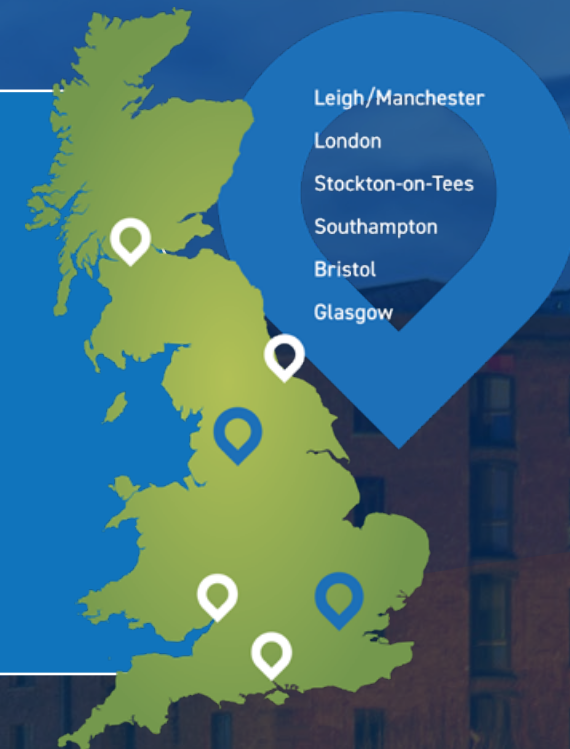 Leigh/Manchester
London
Stockton-on-Tees
Southampton
Bristol
Glasgow